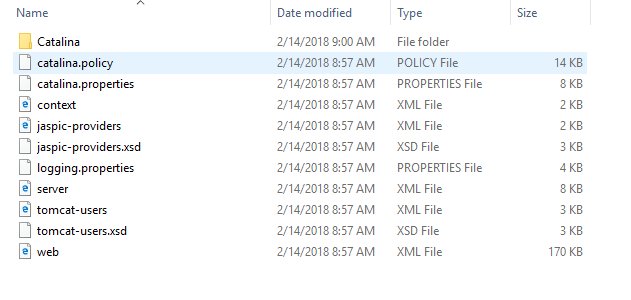 Name Date modified Type Size
Catalina 2/14/2018 9:00 AM File folder
catalina.policy 2/14/2018 8:57 AM POLICY File 14 KB
catalina.properties 2/14/2018 8:57 AM PROPERTIES File 8 KB
context 2/14/2018 8:57 AM XML File 2 KB
jaspic-providers 2/14/2018 8:57 AM XML File 2 KB
jaspic-providers.xsd 2/14/2018 8:57 AM XSD File 3 KB
logging.properties 2/14/2018 8:57 AM PROPERTIES File 4 KB
server 2/14/2018 8:57 AM XML File 8 KB
tomcat-users 2/14/2018 8:57 AM XML File 3 KB
tomcat-users.xsd 2/14/2018 8:57 AM XSD File 3 KB
web 2/14/2018 8:57 AM XML File 170 KB